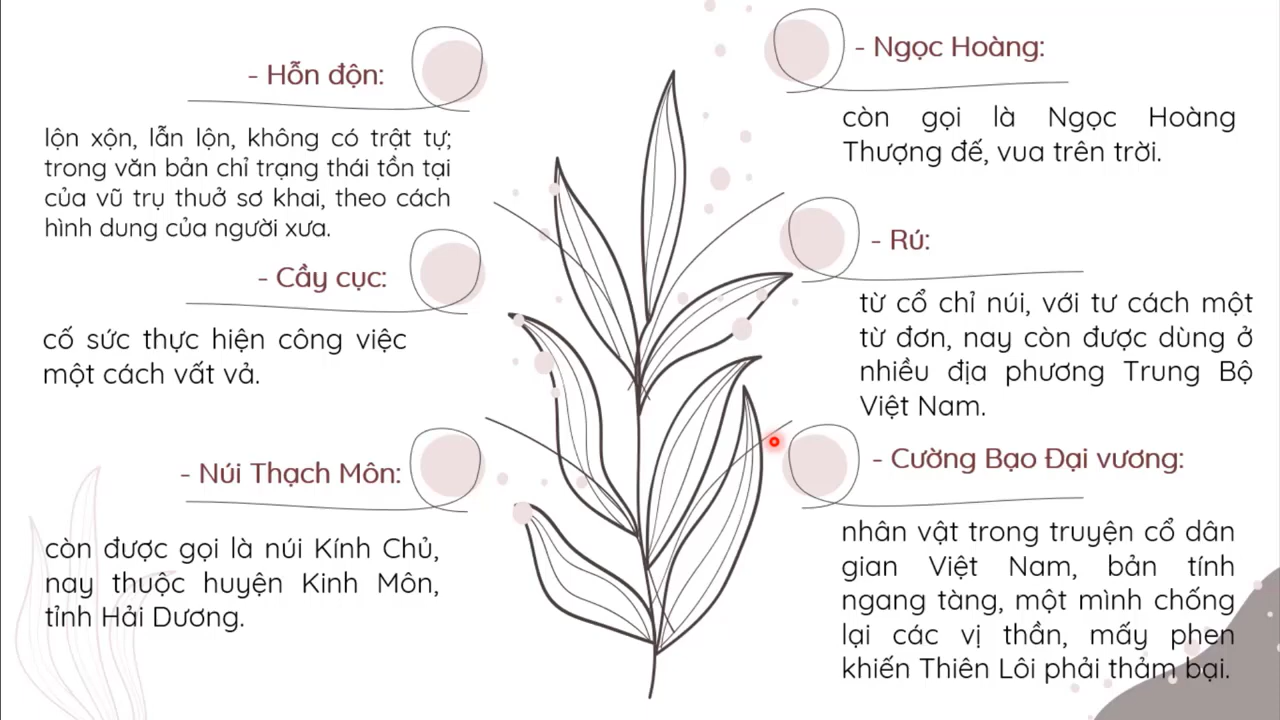 - Hỗn độn:
lộn xộn, lẫn lộn, không có trật tự;
trong văn bản chỉ trạng thái tồn tại
của vũ trụ thuở sơ khai, theo cách
hình dung của người xưa.
- Cầy cục:
cố sức thực hiện công việc
một cách vất vả.
- Núi Thạch Môn:
còn được gọi là núi Kính Chủ,
nay thuộc huyện Kinh Môn,
tỉnh Hải Dương.
- Ngọc Hoàng:
còn gọi là Ngọc Hoàng
Thượng đế, vua trên trời.
- Rú:
từ cổ chỉ núi, với tư cách một
từ đơn, nay còn được dùng ở
nhiều địa phương Trung Bộ
Việt Nam.
- Cường Bạo Đại vương:
nhân vật trong truyện cổ dân
gian Việt Nam, bản tính
ngang tàng, một mình chống
lại các vị thần, mấy phen
khiến Thiên Lôi phải thảm bại.